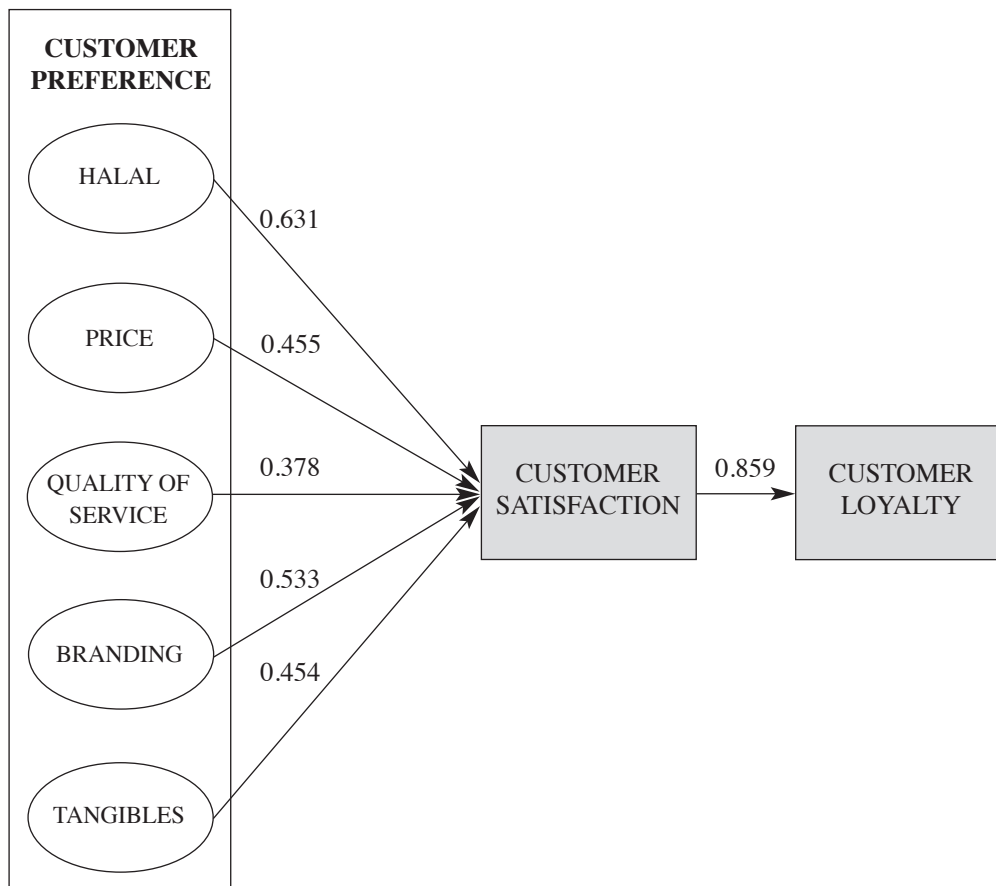 CUSTOMER
PREFERENCE
HALAL
0.631
PRICE
0.455
QUALITY OF
SERVICE
0.378
CUSTOMER
SATISFACTION
0.859
CUSTOMER
LOYALTY
0.533
BRANDING
0.454
TANGIBLES